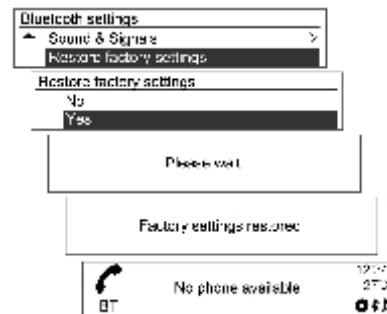 Bluetooth settings
Sound & Signals >
Restore factory settings
Restore factory settings
No
Yes
Please wait
Factory settings restored
No phone available
BT